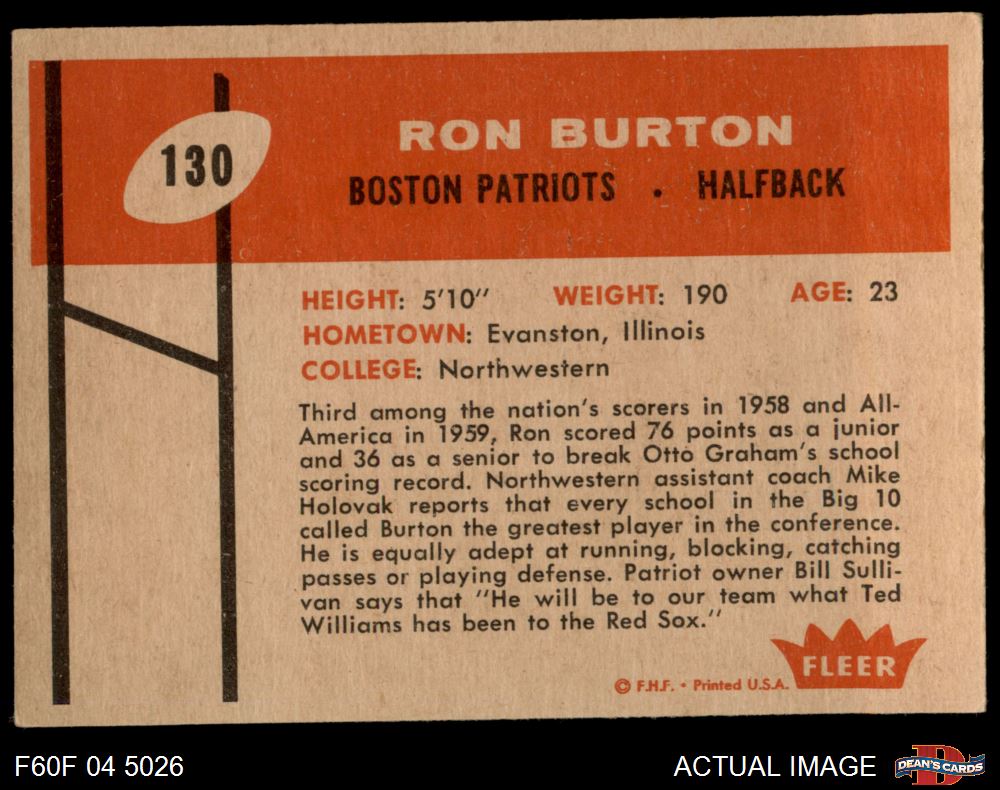 130
RON BURTON
BOSTON PATRIOTS . HALFBACK
HEIGHT: 5'10" WEIGHT: 190 AGE: 23
HOMETOWN: Evanston, Illinois
COLLEGE: Northwestern
Third among the nation's scorers in 1958 and All-
America in 1959, Ron scored 76 points as a junior
and 36 as a senior to break Otto Graham's school
scoring record. Northwestern assistant coach Mike
Holovak reports that every school in the Big 10
called Burton the greatest player in the conference.
He is equally adept at running, blocking, catching
passes or playing defense. Patriot owner Bill Sulli-
van says that "He will be to our team what Ted
Williams has been to the Red Sox."
FLEER
© F.H.F. • Printed U.S.A.
F60F 04 5026 ACTUAL IMAGE
D
DEAN'S CARDS